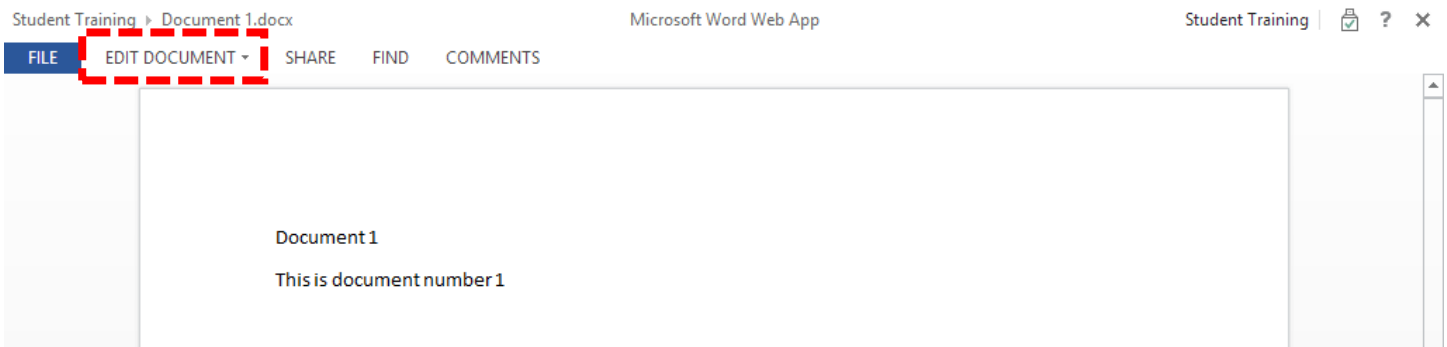 Student Training ▸ Document 1.docx Microsoft Word Web App Student Training ? ×
FILE EDIT DOCUMENT ▾ SHARE FIND COMMENTS
Document 1
This is document number 1